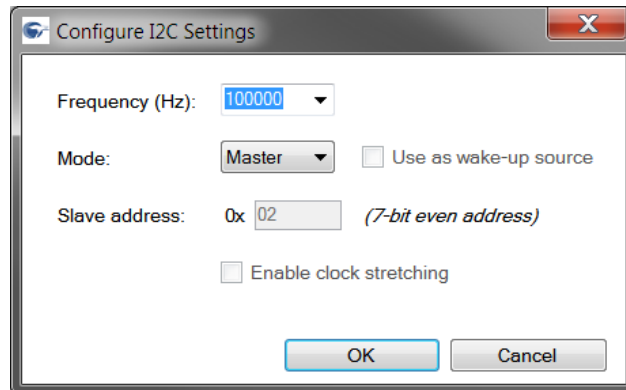 Configure I2C Settings
Frequency (Hz): 100000
Mode: Master Use as wake-up source
Slave address: 0x 02 (7-bit even address)
Enable clock stretching
OK Cancel